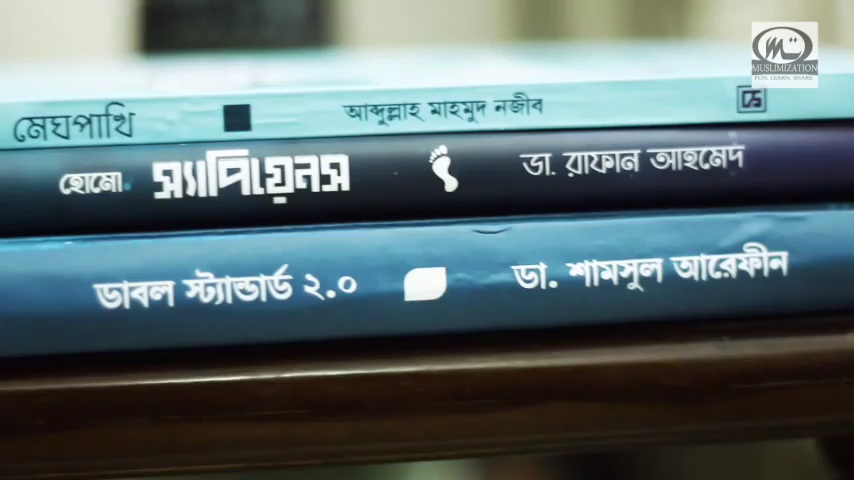 MUSLIMIZATION
FUN. LEARN. SHARE
মেঘপাখি আব্দুল্লাহ মাহমুদ নজীব
হোমো স্যাপিয়েনস ডা. রাফান আহমেদ
ডাবল স্ট্যান্ডার্ড ২.০ ডা. শামসুল আরেফীন